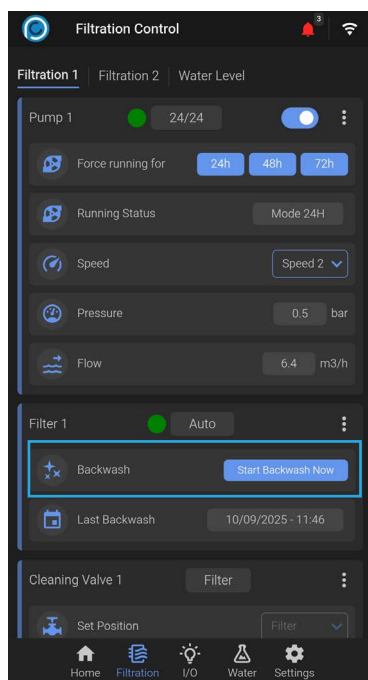 Filtration Control
3
Filtration 1 Filtration 2 Water Level
Pump 1 24/24
Force running for 24h 48h 72h
Running Status Mode 24H
Speed Speed 2
Pressure 0.5 bar
Flow 6.4 m3/h
Filter 1 Auto
Backwash Start Backwash Now
Last Backwash 10/09/2025 - 11:46
Cleaning Valve 1 Filter
Set Position Filter
Home Filtration I/O Water Settings